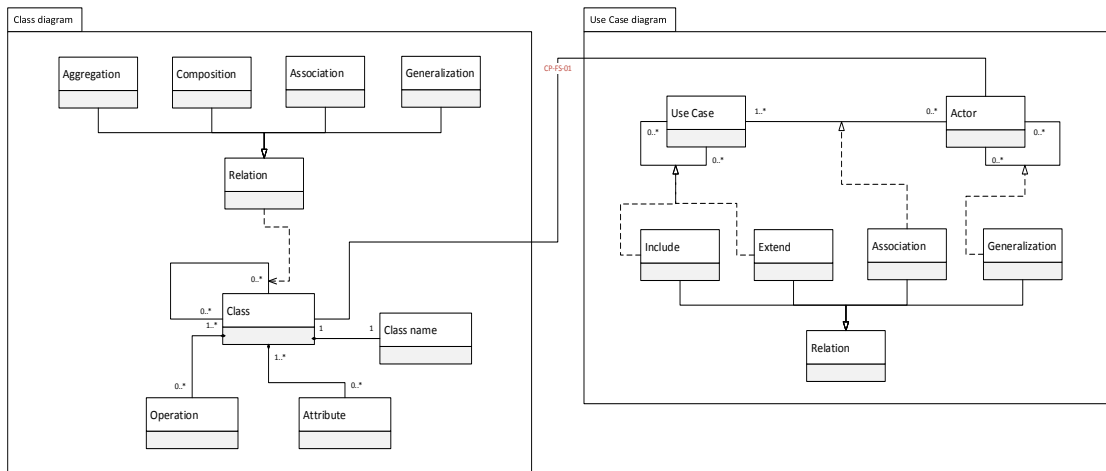 Class diagram
Aggregation
Composition
Association
Generalization
Relation
0..*
0..*
Class
1..*
1
1
Class name
1..*
0..*
0..*
Operation
Attribute
CP-FS-01
Use Case diagram
Use Case
1..*
0..*
Actor
0..*
0..*
0..*
0..*
Include
Extend
Association
Generalization
Relation